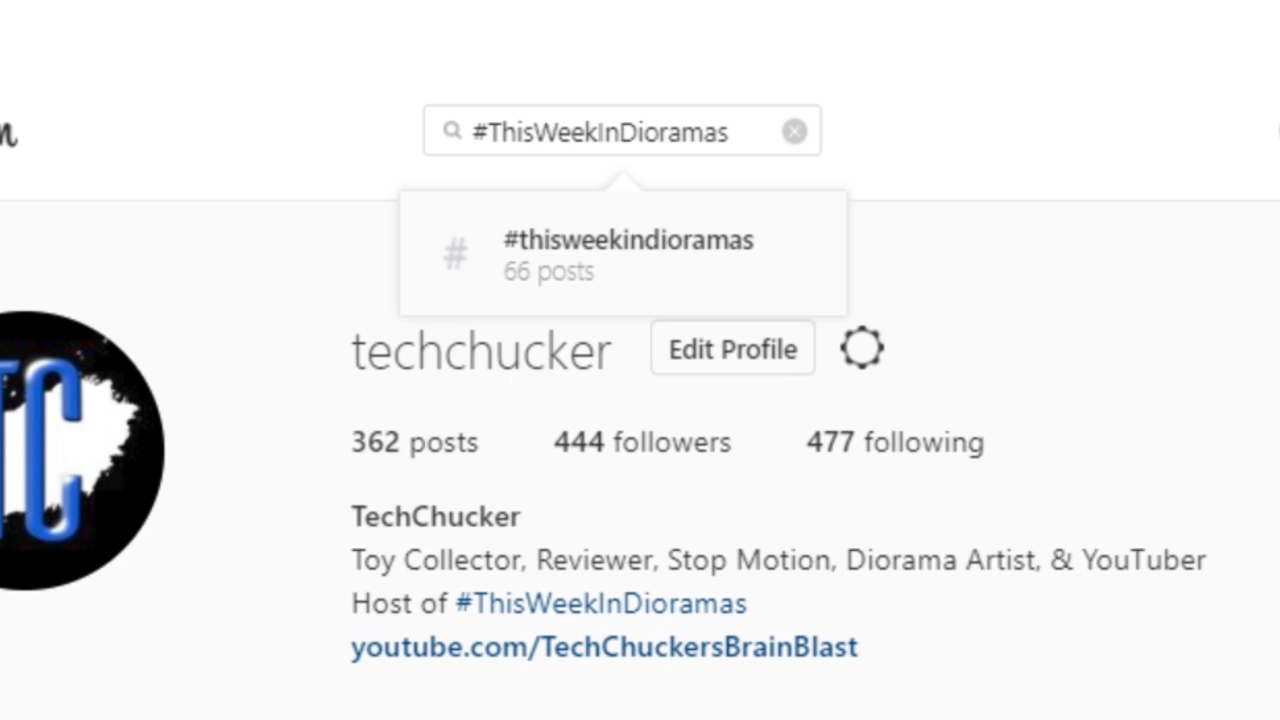 #ThisWeekInDioramas
#thisweekindioramas
66 posts
techchucker Edit Profile
362 posts 444 followers 477 following
TC
TechChucker
Toy Collector, Reviewer, Stop Motion, Diorama Artist, & YouTuber
Host of #ThisWeekInDioramas
youtube.com/TechChuckersBrainBlast